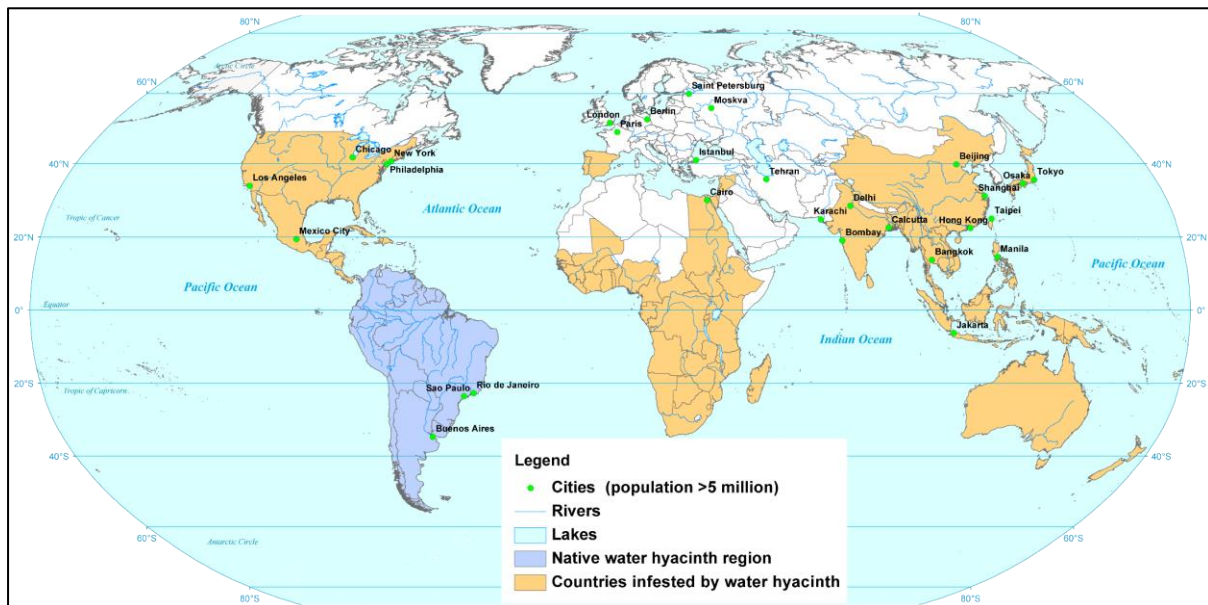 80°N
80°N
Arctic Circle
60°N
60°N
Saint Petersburg
Moskva
London
Berlin
Paris
Chicago
New York
Istanbul
Beijing
40°N
40°N
Philadelphia
Tehran
Osaka
Tokyo
Los Angeles
Cairo
Delhi
Shanghai
Tropic of Cancer
Atlantic Ocean
Karachi
Calcutta
Hong Kong
Taipei
Mexico City
Bombay
20°N
20°N
Bangkok
Manila
Pacific Ocean
Pacific Ocean
Equator
0°
0°
Indian Ocean
Jakarta
Tropic of Capricorn
20°S
20°S
Sao Paulo
Rio de Janeiro
Buenos Aires
40°S
40°S
Legend
Cities (population >5 million)
Rivers
Lakes
Native water hyacinth region
Countries infested by water hyacinth
60°S
60°S
Antarctic Circle
80°S
80°S